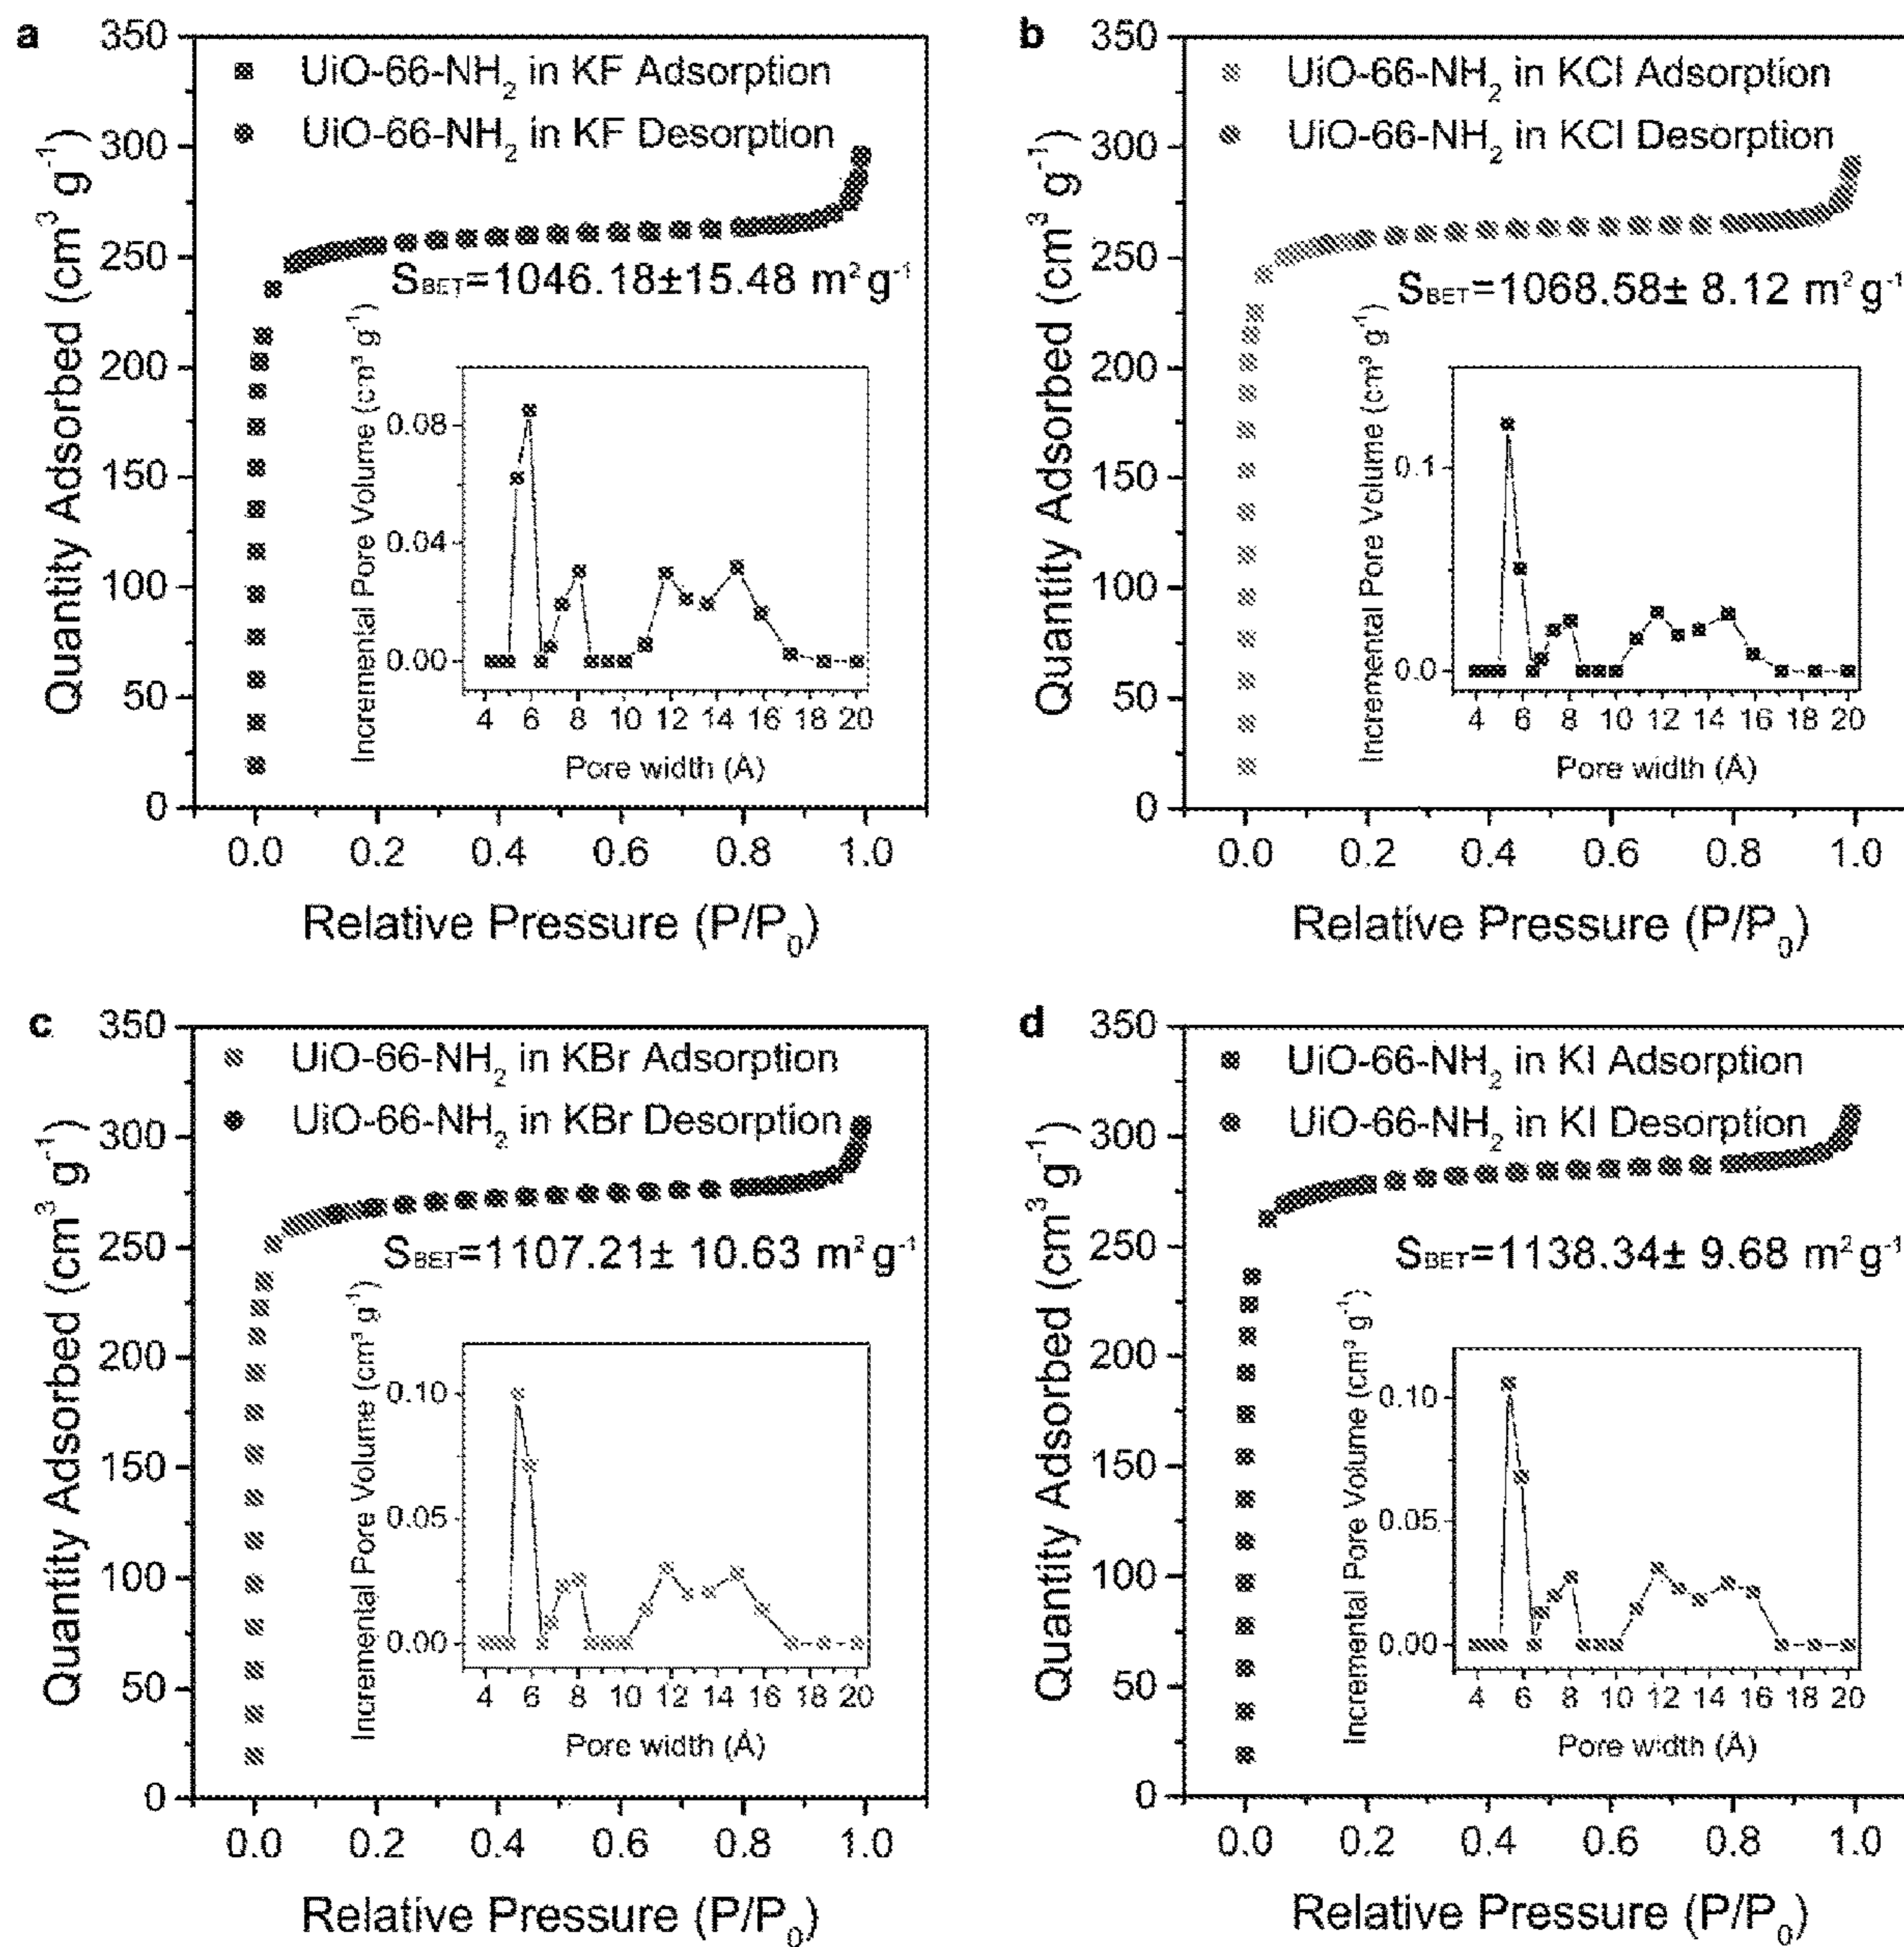 a
350
300
250
200
150
100
50
0
Quantity Adsorbed (cm³ g⁻¹)
UiO-66-NH₂ in KF Adsorption
UiO-66-NH₂ in KF Desorption
S_BET=1046.18±15.48 m² g⁻¹
Incremental Pore Volume (cm³ g⁻¹)
0.08
0.04
0.00
4 6 8 10 12 14 16 18 20
Pore width (Å)
0.0 0.2 0.4 0.6 0.8 1.0
Relative Pressure (P/P₀)
b
350
300
250
200
150
100
50
0
Quantity Adsorbed (cm³ g⁻¹)
UiO-66-NH₂ in KCl Adsorption
UiO-66-NH₂ in KCl Desorption
S_BET=1068.58± 8.12 m² g⁻¹
Incremental Pore Volume (cm³ g⁻¹)
0.1
0.0
4 6 8 10 12 14 16 18 20
Pore width (Å)
0.0 0.2 0.4 0.6 0.8 1.0
Relative Pressure (P/P₀)
c
350
300
250
200
150
100
50
0
Quantity Adsorbed (cm³ g⁻¹)
UiO-66-NH₂ in KBr Adsorption
UiO-66-NH₂ in KBr Desorption
S_BET=1107.21± 10.63 m² g⁻¹
Incremental Pore Volume (cm³ g⁻¹)
0.10
0.05
0.00
4 6 8 10 12 14 16 18 20
Pore width (Å)
0.0 0.2 0.4 0.6 0.8 1.0
Relative Pressure (P/P₀)
d
350
300
250
200
150
100
50
0
Quantity Adsorbed (cm³ g⁻¹)
UiO-66-NH₂ in KI Adsorption
UiO-66-NH₂ in KI Desorption
S_BET=1138.34± 9.68 m² g⁻¹
Incremental Pore Volume (cm³ g⁻¹)
0.10
0.05
0.00
4 6 8 10 12 14 16 18 20
Pore width (Å)
0.0 0.2 0.4 0.6 0.8 1.0
Relative Pressure (P/P₀)